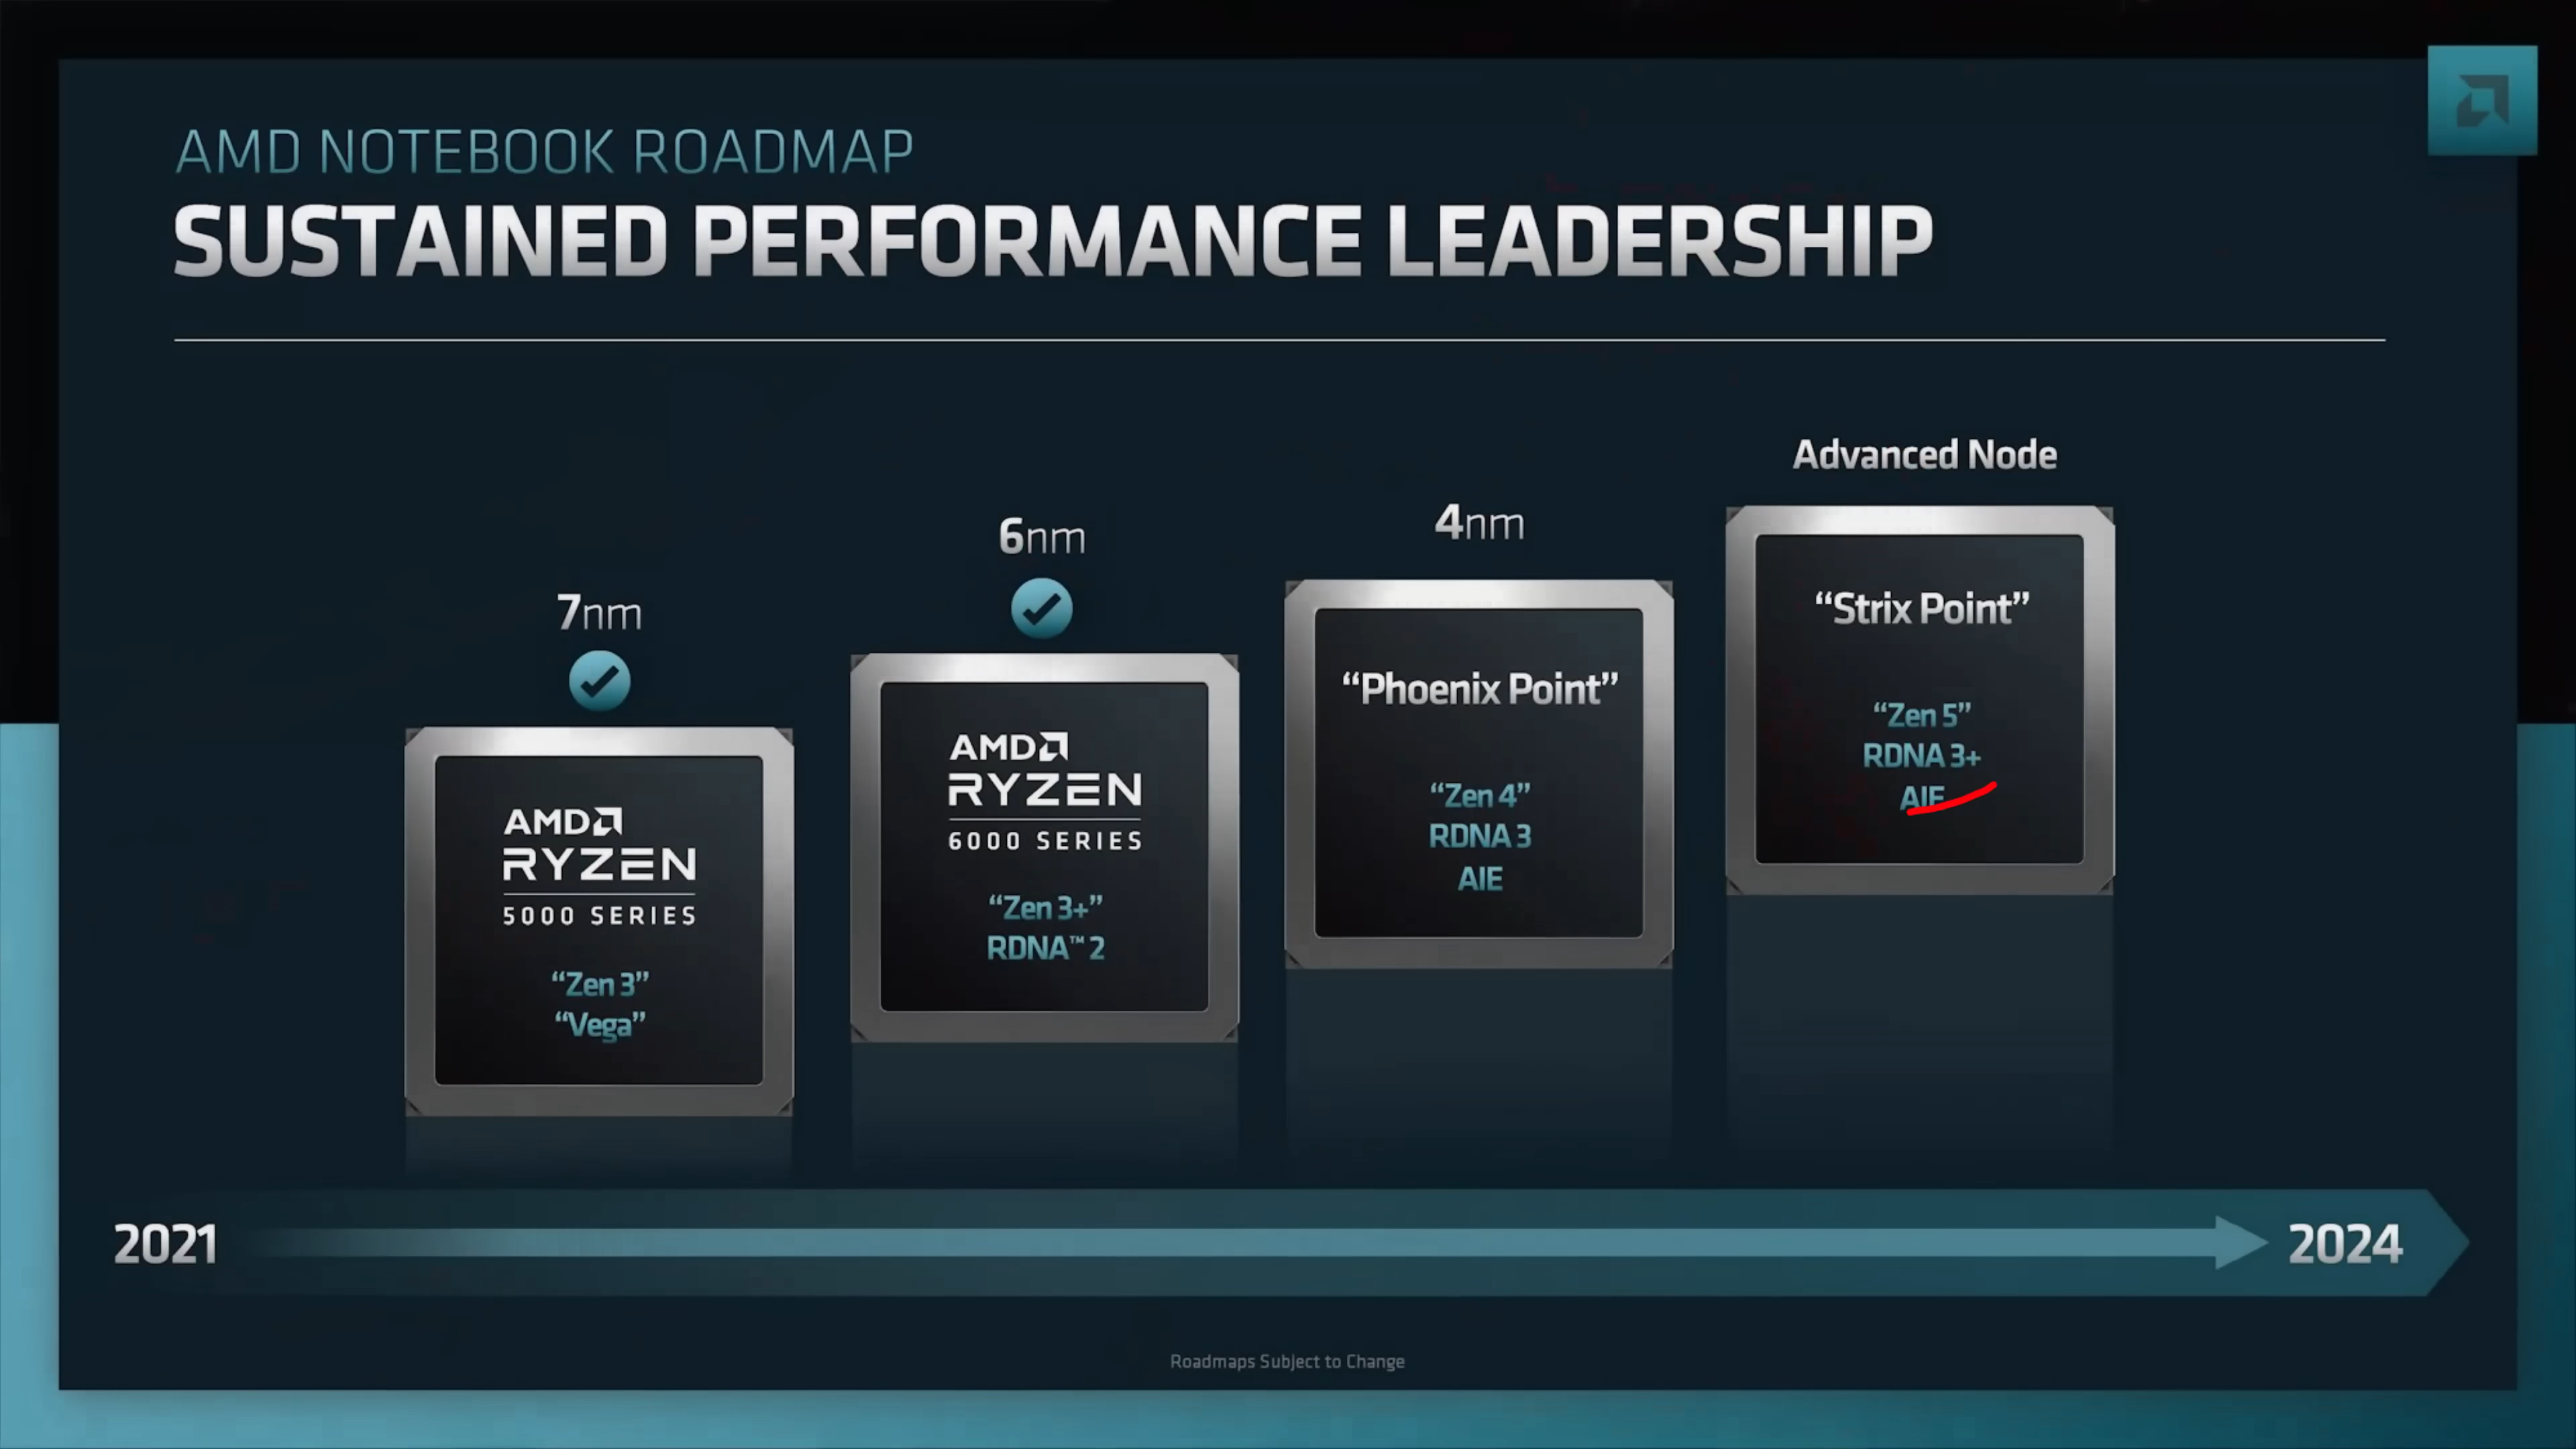 AMD NOTEBOOK ROADMAP
SUSTAINED PERFORMANCE LEADERSHIP
7nm
AMD
RYZEN
5000 SERIES
“Zen 3”
“Vega”
6nm
AMD
RYZEN
6000 SERIES
“Zen 3+”
RDNA™ 2
4nm
“Phoenix Point”
“Zen 4”
RDNA 3
AIE
Advanced Node
“Strix Point”
“Zen 5”
RDNA 3+
AIE
2021
2024
Roadmaps Subject to Change